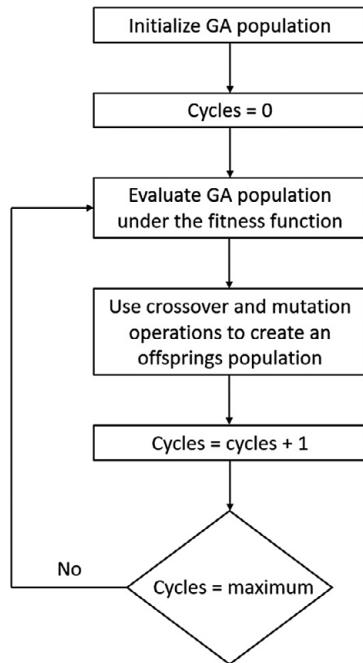 Initialize GA population
Cycles = 0
Evaluate GA population
under the fitness function
Use crossover and mutation
operations to create an
offsprings population
Cycles = cycles + 1
No
Cycles = maximum